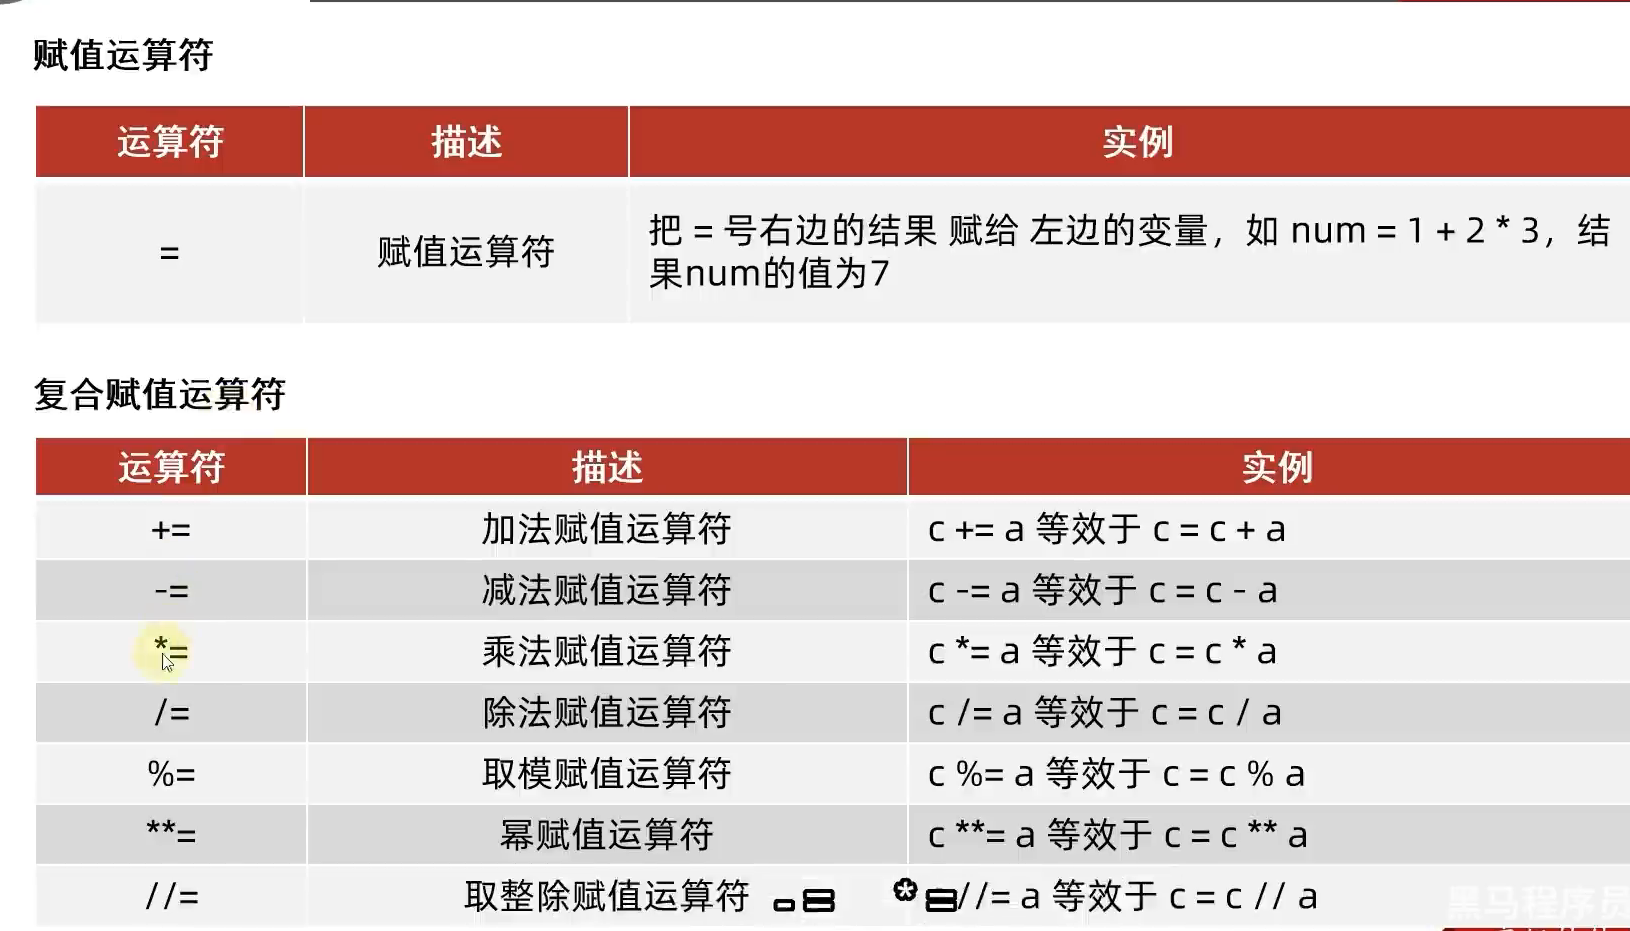 赋值运算符
运算符 描述 实例
= 赋值运算符 把 = 号右边的结果 赋给 左边的变量，如 num = 1 + 2 * 3，结
果num的值为7
复合赋值运算符
运算符 描述 实例
+= 加法赋值运算符 c += a 等效于 c = c + a
-= 减法赋值运算符 c -= a 等效于 c = c - a
*= 乘法赋值运算符 c *= a 等效于 c = c * a
/= 除法赋值运算符 c /= a 等效于 c = c / a
%= 取模赋值运算符 c %= a 等效于 c = c % a
**= 幂赋值运算符 c **= a 等效于 c = c ** a
//= 取整除赋值运算符 -= *= //= a 等效于 c = c // a
黑马程序员